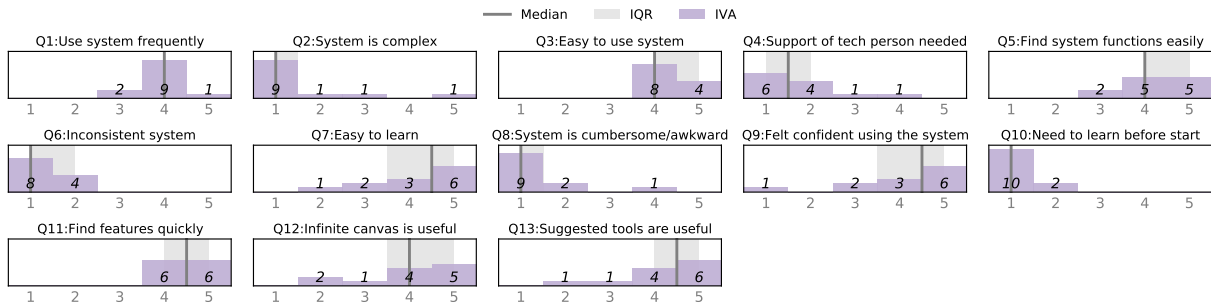 Median IQR IVA
Q1:Use system frequently Q2:System is complex Q3:Easy to use system Q4:Support of tech person needed Q5:Find system functions easily
2 9 1 9 1 1 1 8 4 6 4 1 1 2 5 5
1 2 3 4 5 1 2 3 4 5 1 2 3 4 5 1 2 3 4 5 1 2 3 4 5
Q6:Inconsistent system Q7:Easy to learn Q8:System is cumbersome/awkward Q9:Felt confident using the system Q10:Need to learn before start
8 4 1 2 3 6 9 2 1 1 2 3 6 10 2
1 2 3 4 5 1 2 3 4 5 1 2 3 4 5 1 2 3 4 5 1 2 3 4 5
Q11:Find features quickly Q12:Infinite canvas is useful Q13:Suggested tools are useful
6 6 2 1 4 5 1 1 4 6
1 2 3 4 5 1 2 3 4 5 1 2 3 4 5